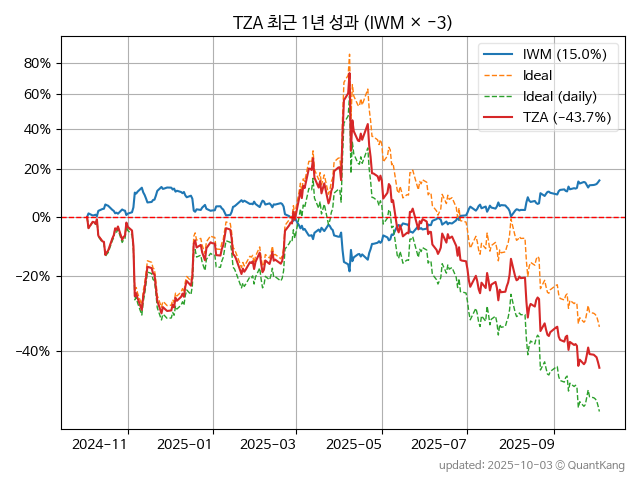 TZA 최근 1년 성과 (IWM × −3)
IWM (15.0%)
Ideal
Ideal (daily)
TZA (−43.7%)
80%
60%
40%
20%
0%
−20%
−40%
2024-11
2025-01
2025-03
2025-05
2025-07
2025-09
updated: 2025-10-03 © QuantKang